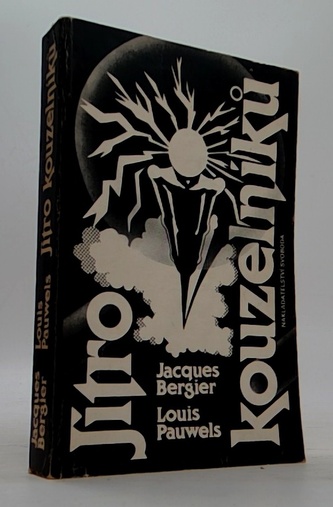 Louis
Pauwels
Jitro kouzelníků
Jacques
Bergier
Jitro
kouzelníků
Jacques
Bergier
Louis
Pauwels
NAKLADATELSTVÍ SVOBODA